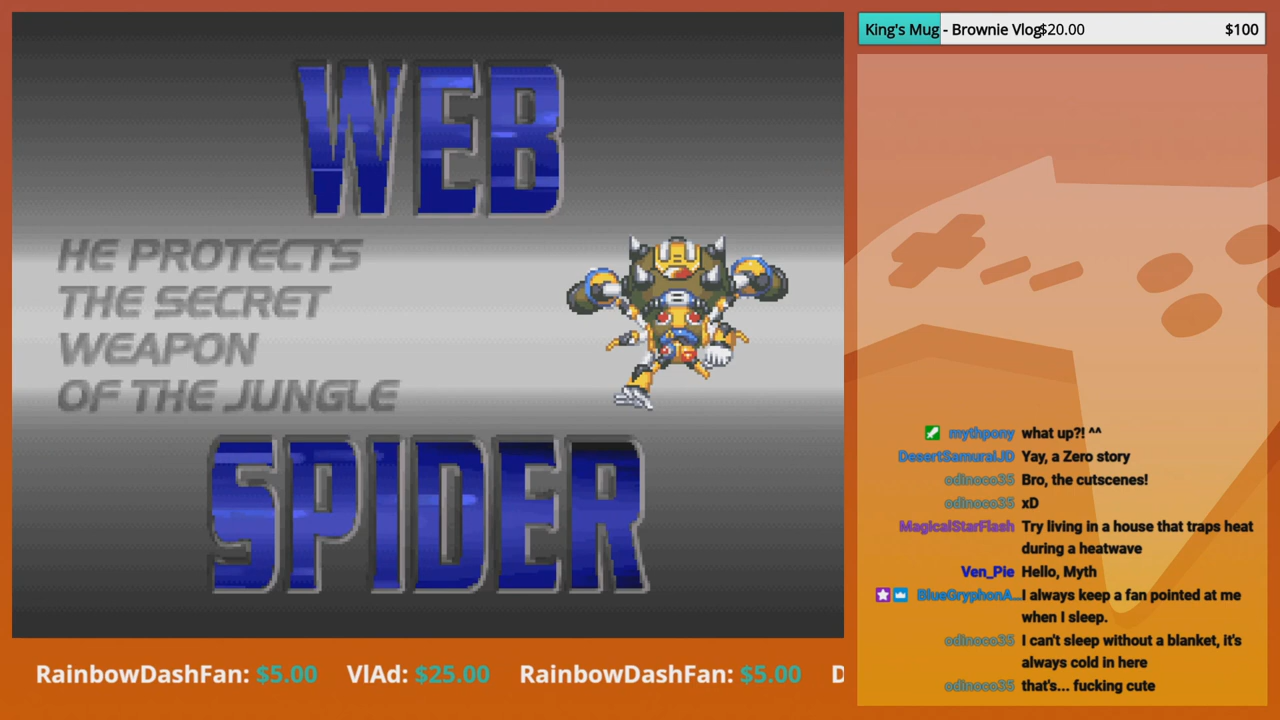 WEB
HE PROTECTS
THE SECRET
WEAPON
OF THE JUNGLE
SPIDER
RainbowDashFan: $5.00 VlAd: $25.00 RainbowDashFan: $5.00 D
King's Mug - Brownie Vlog $20.00 $100
mythpony what up?! ^^
DesertSamuraiJD Yay, a Zero story
odinoco35 Bro, the cutscenes!
odinoco35 xD
MagicalStarFlash Try living in a house that traps heat
during a heatwave
Ven_Pie Hello, Myth
BlueGryphonA... I always keep a fan pointed at me
when I sleep.
odinoco35 I can't sleep without a blanket, it's
always cold in here
odinoco35 that's... fucking cute